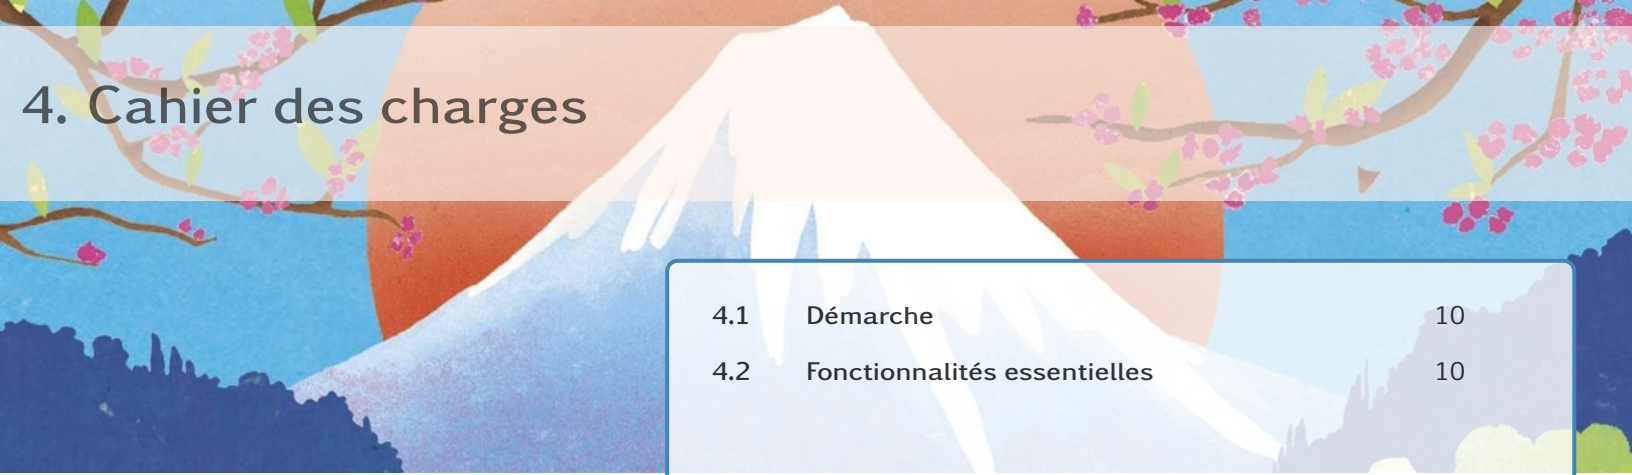 4. Cahier des charges
4.1 Démarche 10
4.2 Fonctionnalités essentielles 10